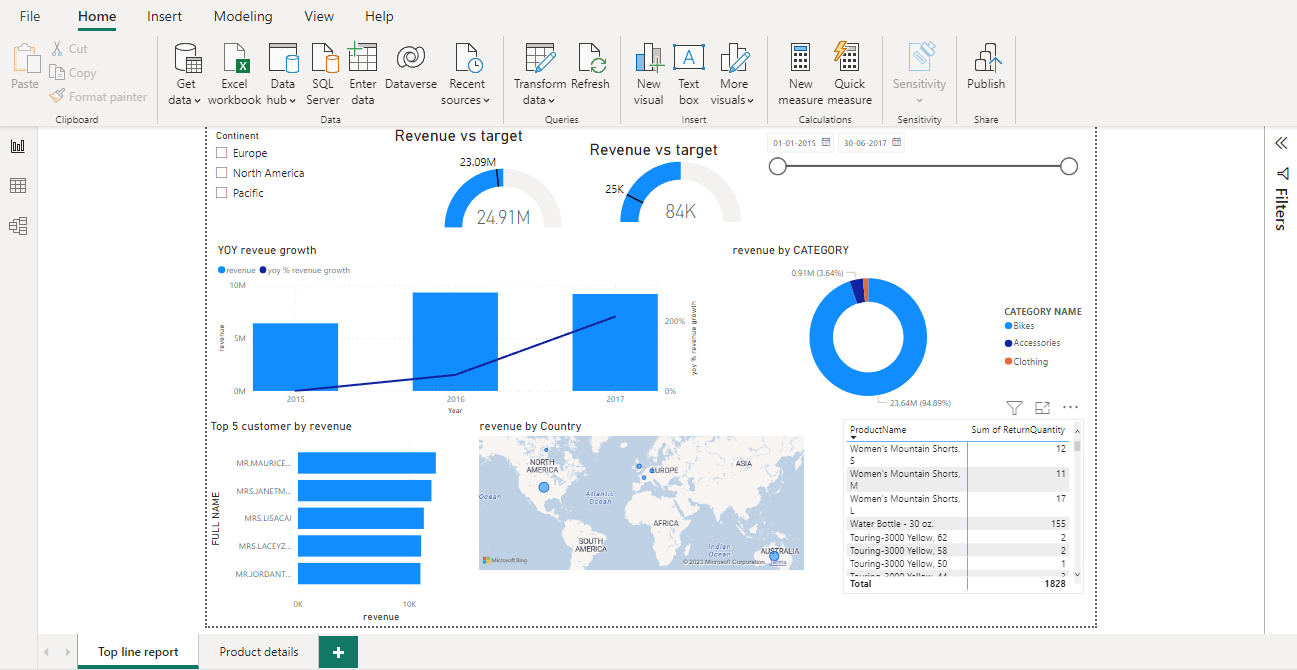 File Home Insert Modeling View Help
Paste
Cut
Copy
Format painter
Clipboard
Get data
Excel workbook
Data hub
SQL Server
Enter data
Dataverse
Recent sources
Data
Transform data
Refresh
Queries
New visual
Text box
More visuals
Insert
New measure
Quick measure
Calculations
Sensitivity
Sensitivity
Publish
Share
Continent
Europe
North America
Pacific
Revenue vs target
23.09M
24.91M
Revenue vs target
25K
84K
01-01-2015
30-06-2017
Filters
YOY reveue growth
revenue yoy % revenue growth
10M
5M
0M
revenue
200%
0%
yoy % revenue growth
2015 2016 2017
Year
revenue by CATEGORY
0.91M (3.64%)
23.64M (94.89%)
CATEGORY NAME
Bikes
Accessories
Clothing
Top 5 customer by revenue
FULL NAME
MR.MAURICE...
MRS.JANETM...
MRS.LISACAI
MRS.LACEYZ...
MR.JORDANT...
0K 10K
revenue
revenue by Country
NORTH AMERICA
EUROPE
ASIA
Ocean
Atlantic Ocean
AFRICA
SOUTH AMERICA
Indian Ocean
AUSTRALIA
Microsoft Bing
© 2023 Microsoft Corporation Terms
ProductName Sum of ReturnQuantity
Women's Mountain Shorts, S 12
Women's Mountain Shorts, M 11
Women's Mountain Shorts, L 17
Water Bottle - 30 oz. 155
Touring-3000 Yellow, 62 2
Touring-3000 Yellow, 58 2
Touring-3000 Yellow, 50 1
Touring-3000 Yellow, 44
Total 1828
Top line report
Product details